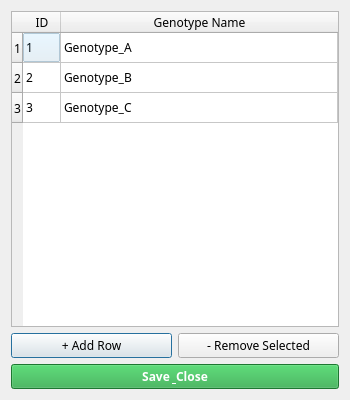 ID Genotype Name
1 1 Genotype_A
2 2 Genotype_B
3 3 Genotype_C
+ Add Row - Remove Selected
Save_Close